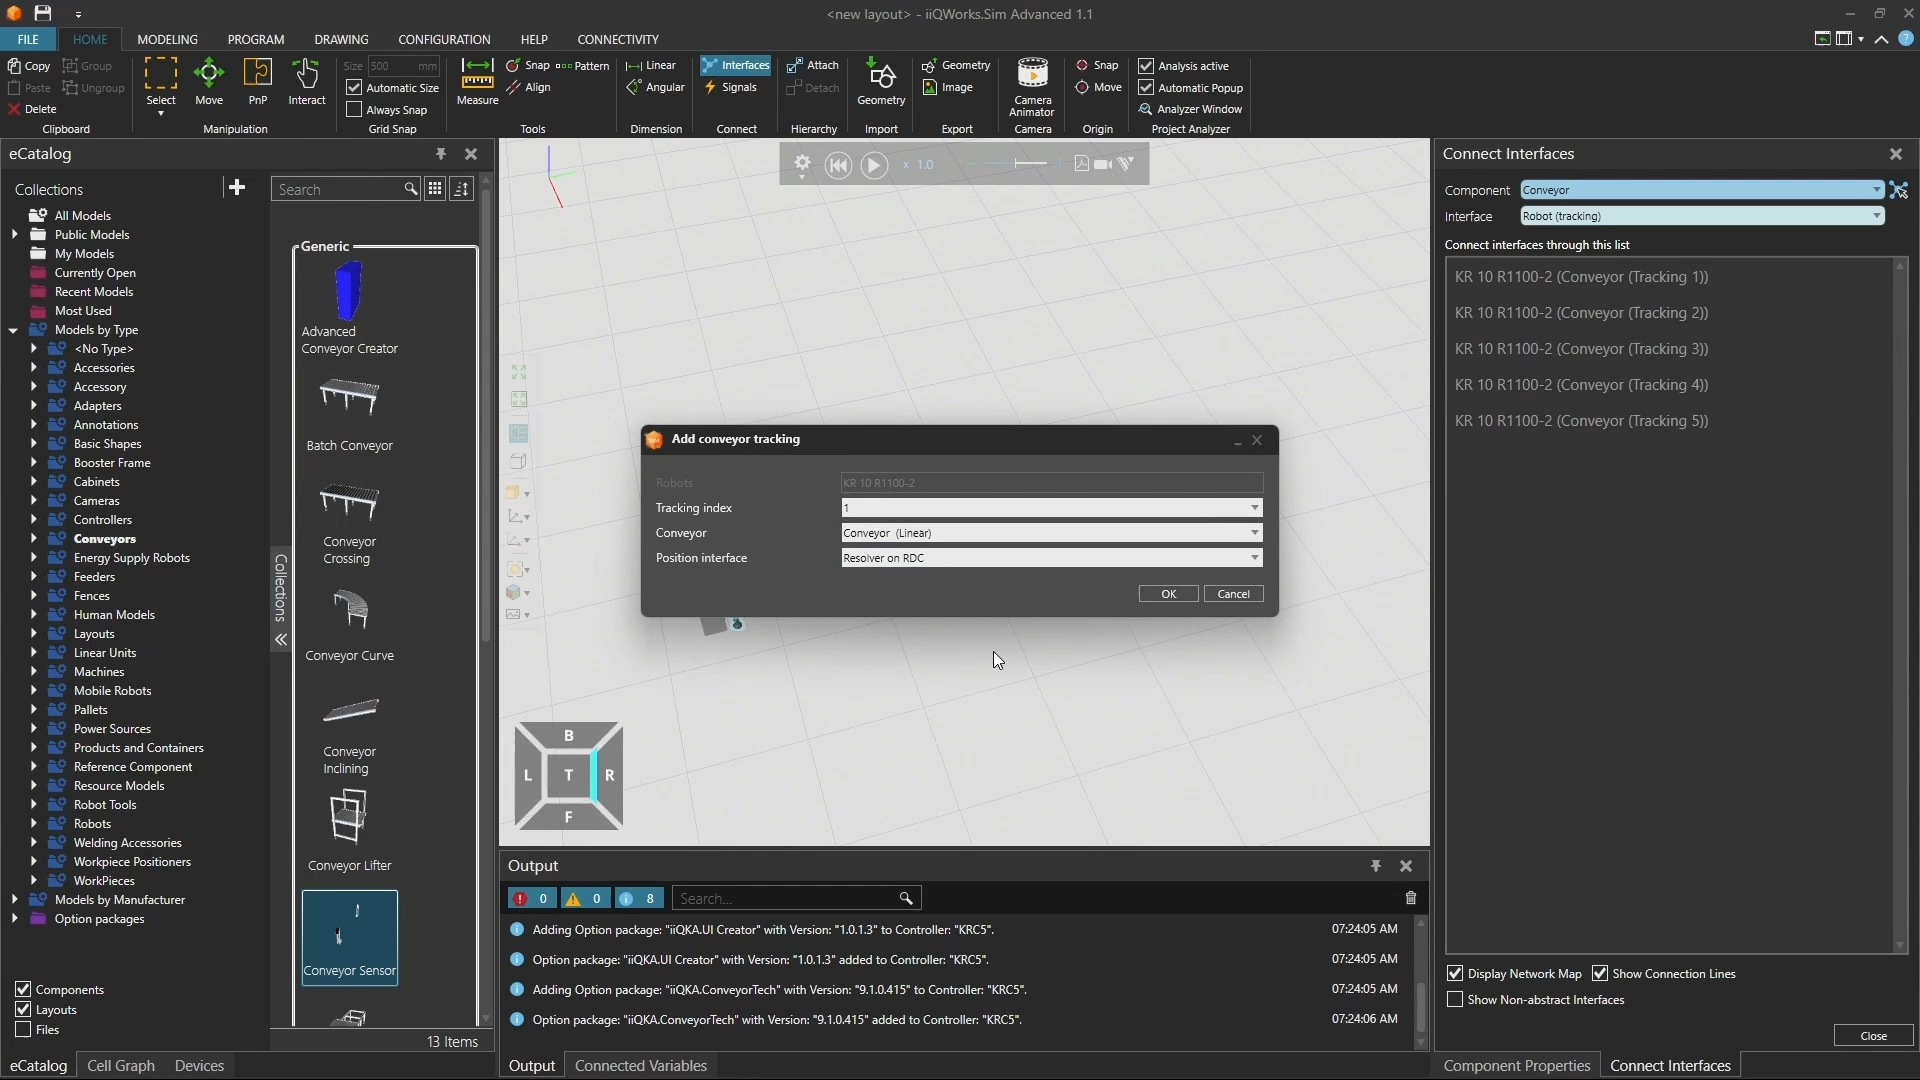 <new layout> - iiQWorks.Sim Advanced 1.1
FILE HOME MODELING PROGRAM DRAWING CONFIGURATION HELP CONNECTIVITY
Copy Group Size 500 mm Snap Pattern Linear Interfaces Attach Geometry Snap Analysis active
Paste Ungroup Automatic Size Align Angular Signals Detach Image Move Automatic Popup
Delete Select Move PnP Interact Always Snap Measure Geometry Camera Animator Analyzer Window
Clipboard Manipulation Grid Snap Tools Dimension Connect Hierarchy Import Export Camera Origin Project Analyzer
eCatalog
Collections
Search
All Models
Public Models
My Models
Currently Open
Recent Models
Most Used
Models by Type
<No Type>
Accessories
Accessory
Adapters
Annotations
Basic Shapes
Booster Frame
Cabinets
Cameras
Controllers
Conveyors
Energy Supply Robots
Feeders
Fences
Human Models
Layouts
Linear Units
Machines
Mobile Robots
Pallets
Power Sources
Products and Containers
Reference Component
Resource Models
Robot Tools
Robots
Welding Accessories
Workpiece Positioners
WorkPieces
Models by Manufacturer
Option packages
Components
Layouts
Files
Collections
Generic
Advanced
Conveyor Creator
Batch Conveyor
Conveyor
Crossing
Conveyor Curve
Conveyor
Inclining
Conveyor Lifter
Conveyor Sensor
13 Items
eCatalog Cell Graph Devices
x 1.0
Add conveyor tracking
Robots KR 10 R1100-2
Tracking index 1
Conveyor Conveyor (Linear)
Position interface Resolver on RDC
OK Cancel
B
L T R
F
Output
0 0 8 Search...
Adding Option package: "iiQKA.UI Creator" with Version: "1.0.1.3" to Controller: "KRC5". 07:24:05 AM
Option package: "iiQKA.UI Creator" with Version: "1.0.1.3" added to Controller: "KRC5". 07:24:05 AM
Adding Option package: "iiQKA.ConveyorTech" with Version: "9.1.0.415" to Controller: "KRC5". 07:24:05 AM
Option package: "iiQKA.ConveyorTech" with Version: "9.1.0.415" added to Controller: "KRC5". 07:24:06 AM
Output Connected Variables
Connect Interfaces
Component Conveyor
Interface Robot (tracking)
Connect interfaces through this list
KR 10 R1100-2 (Conveyor (Tracking 1))
KR 10 R1100-2 (Conveyor (Tracking 2))
KR 10 R1100-2 (Conveyor (Tracking 3))
KR 10 R1100-2 (Conveyor (Tracking 4))
KR 10 R1100-2 (Conveyor (Tracking 5))
Display Network Map Show Connection Lines
Show Non-abstract Interfaces
Close
Component Properties Connect Interfaces